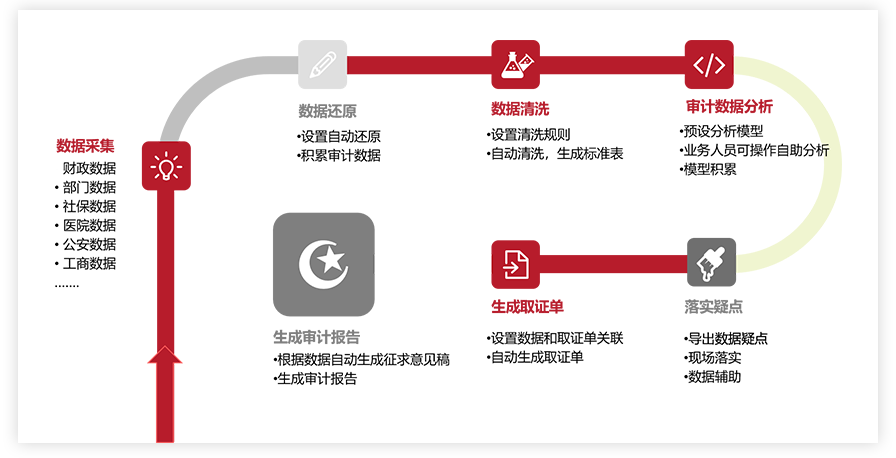 数据采集
财政数据
• 部门数据
• 社保数据
• 医院数据
• 公安数据
• 工商数据
.......
数据还原
•设置自动还原
•积累审计数据
数据清洗
•设置清洗规则
•自动清洗，生成标准表
</>
审计数据分析
•预设分析模型
•业务人员可操作自助分析
•模型积累
落实疑点
•导出数据疑点
•现场落实
•数据辅助
生成取证单
•设置数据和取证单关联
•自动生成取证单
生成审计报告
•根据数据自动生成征求意见稿
•生成审计报告